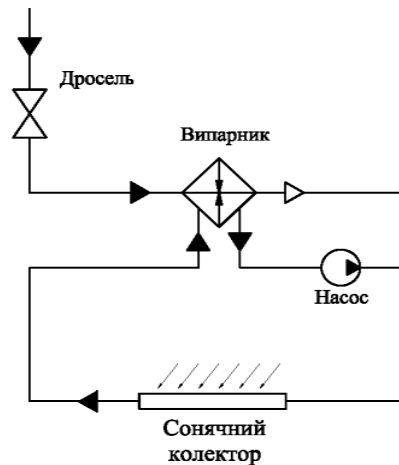 Дросель
Випарник
Насос
Сонячний
колектор